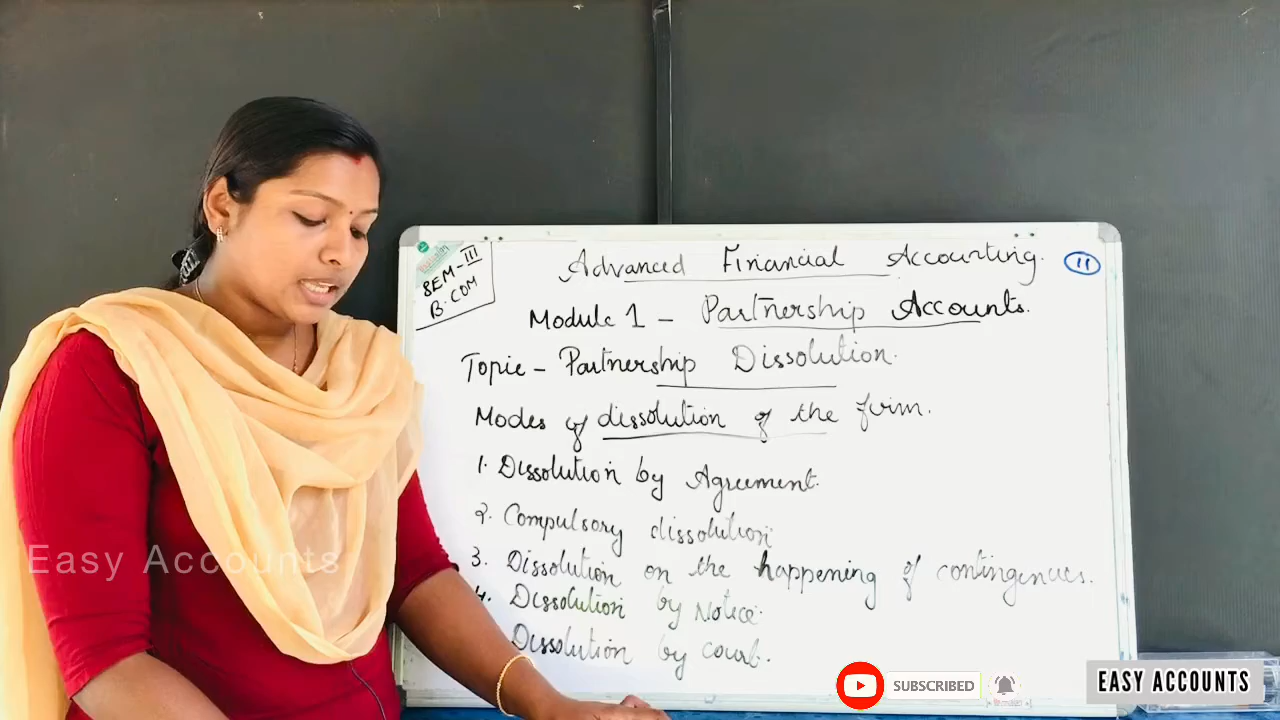 SEM-III
B.COM
Advanced Financial Accounting.
11
Module 1 - Partnership Accounts.
Topic - Partnership Dissolution.
Modes of dissolution of the firm.
1. Dissolution by Agreement.
2. Compulsory dissolution
3. Dissolution on the happening of contingencies.
4. Dissolution by Notice.
Dissolution by court.
Easy Accounts
SUBSCRIBED
EASY ACCOUNTS